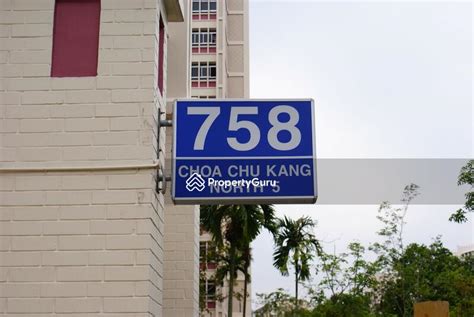 758
CHOA CHU KANG
NORTH 5
PropertyGuru